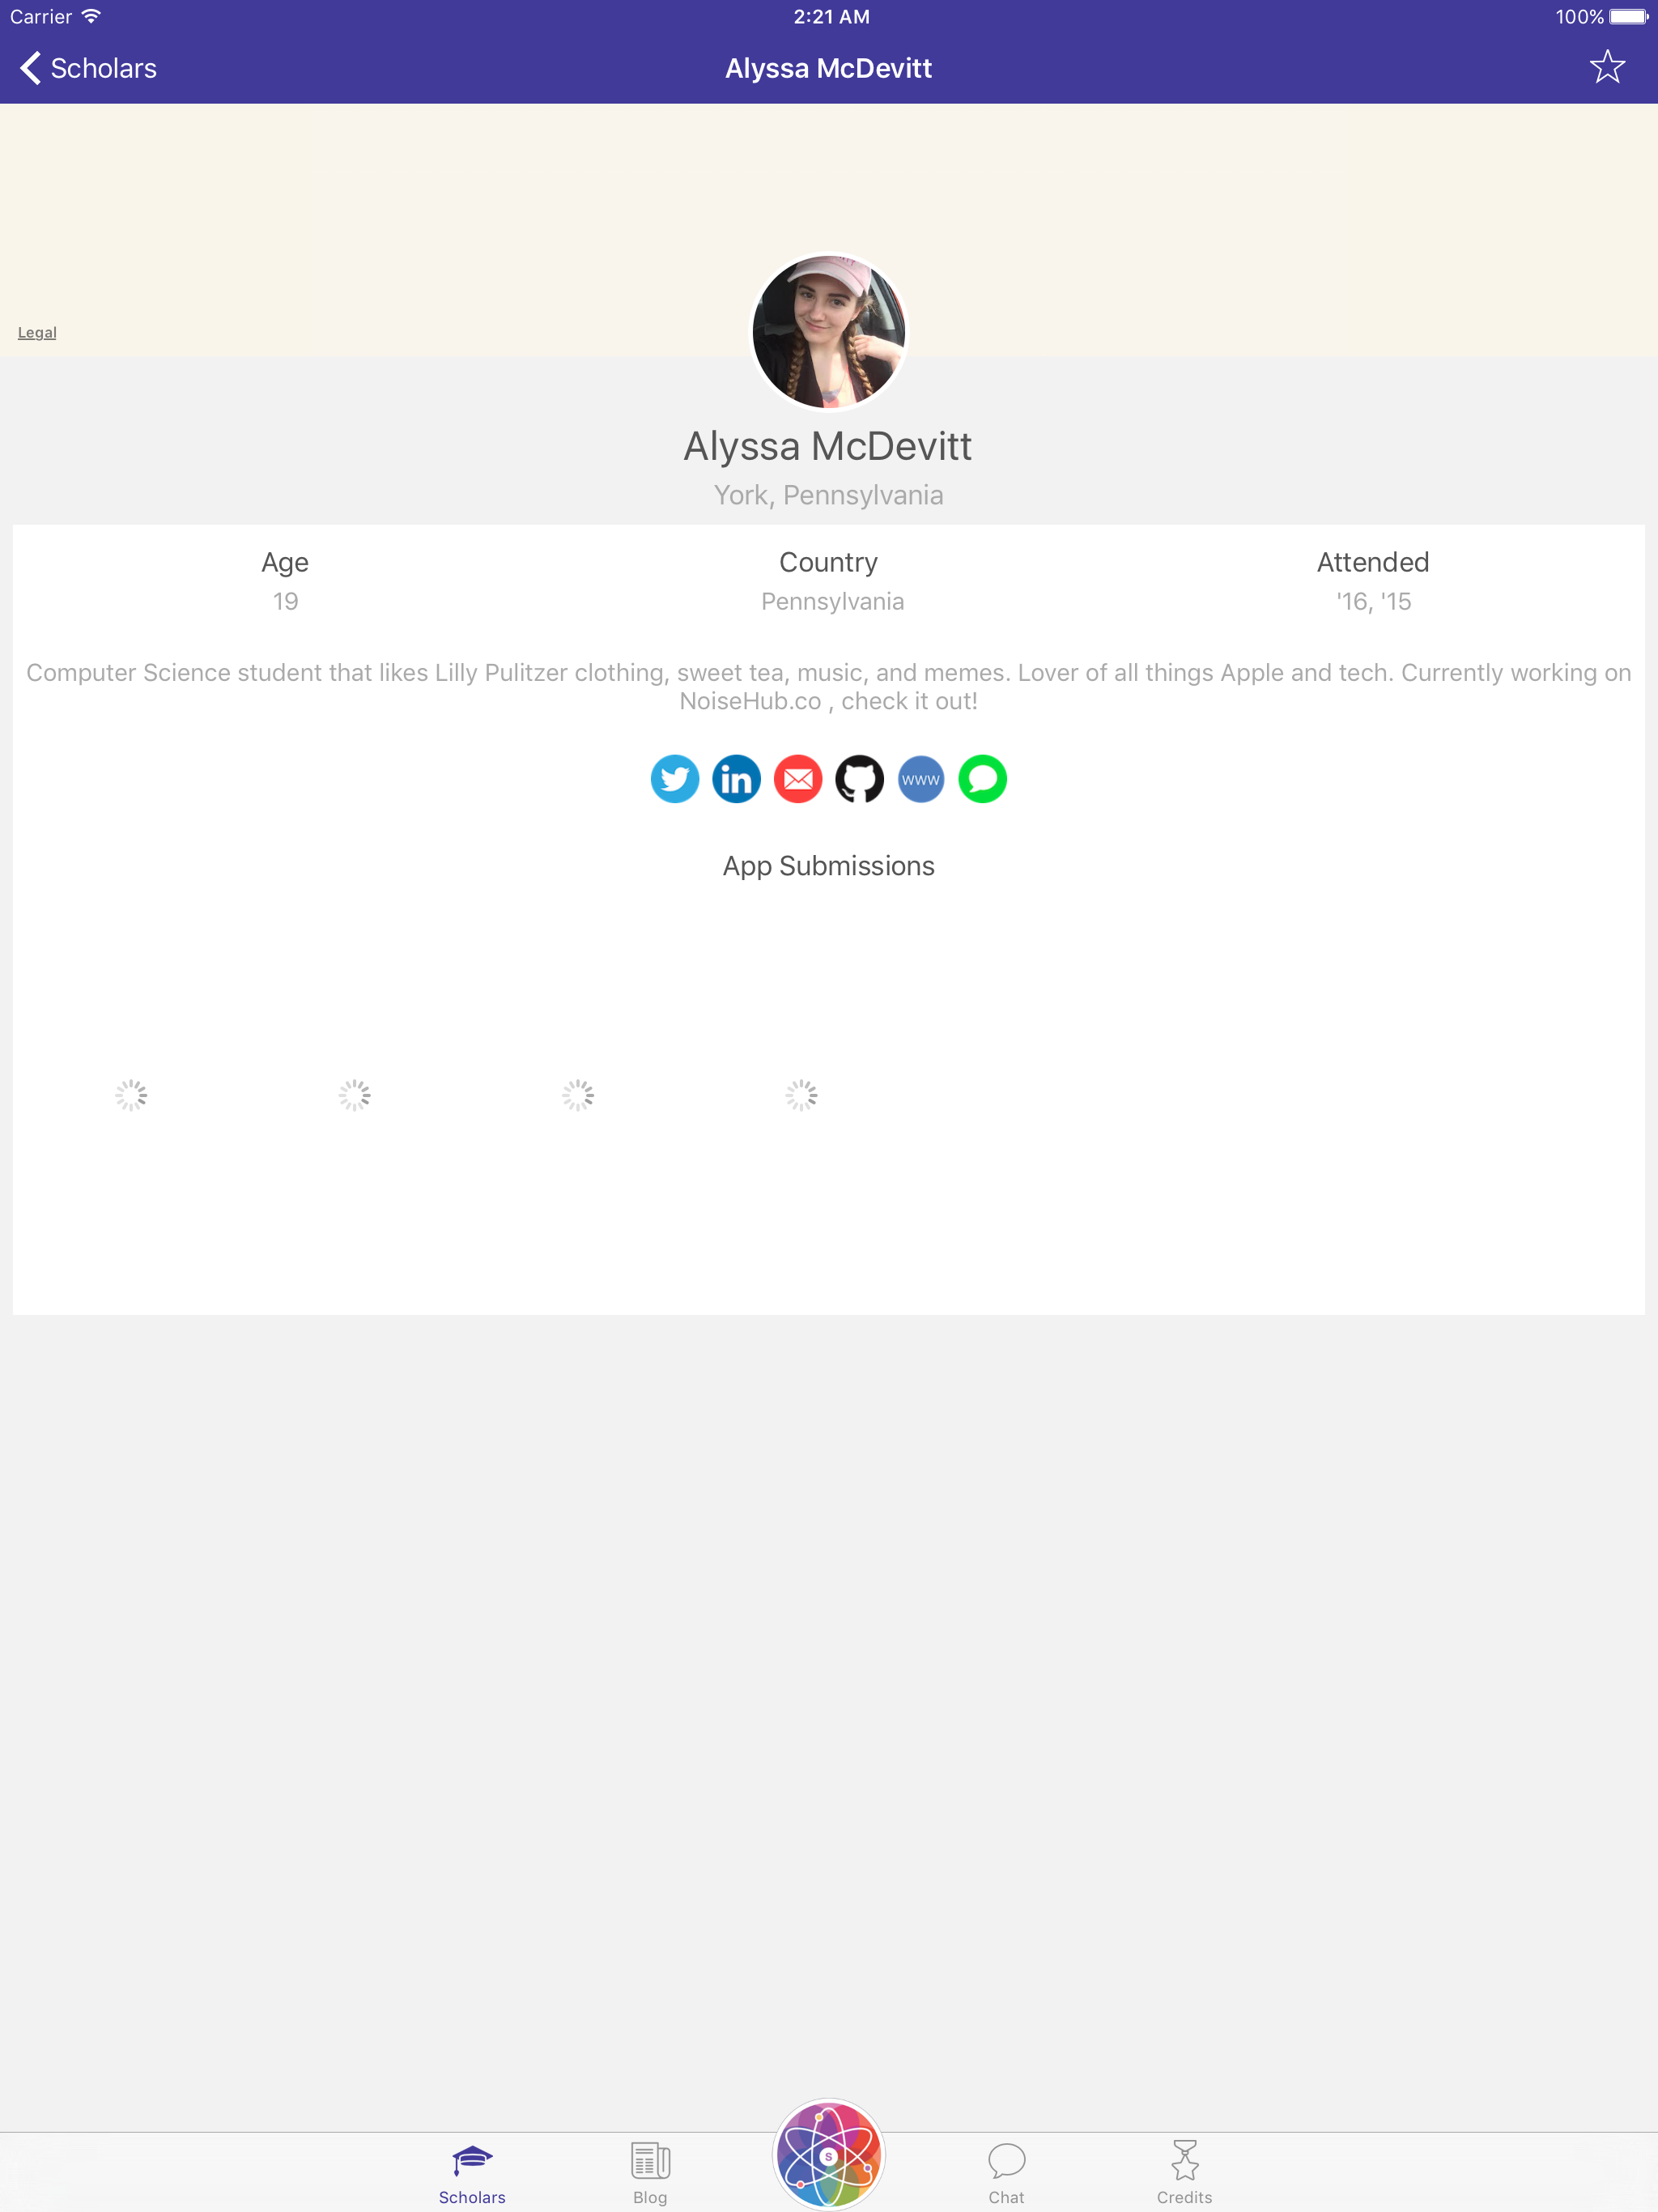 Carrier 2:21 AM 100%
Scholars Alyssa McDevitt
Legal
Alyssa McDevitt
York, Pennsylvania
Age Country Attended
19 Pennsylvania '16, '15
Computer Science student that likes Lilly Pulitzer clothing, sweet tea, music, and memes. Lover of all things Apple and tech. Currently working on
NoiseHub.co , check it out!
in www
App Submissions
S
Scholars Blog Chat Credits